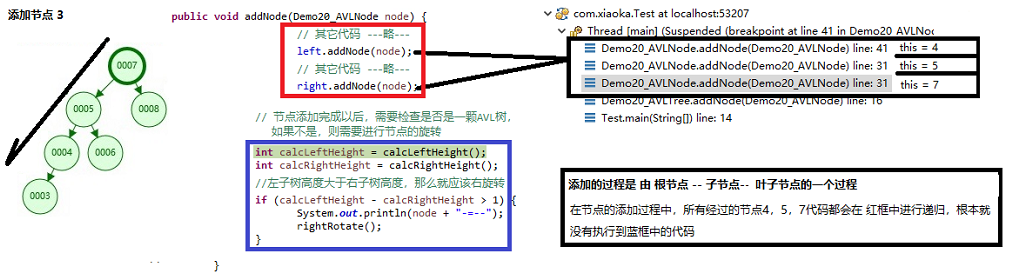 添加节点 3
0007
0005
0008
0004
0006
0003
public void addNode(Demo20_AVLNode node) {
// 其它代码 ---略---
left.addNode(node);
// 其它代码 ---略---
right.addNode(node);
// 节点添加完成以后，需要检查是否是一颗AVL树，
如果不是，则需要进行节点的旋转
int calcLeftHeight = calcLeftHeight();
int calcRightHeight = calcRightHeight();
//左子树高度大于右子树高度，那么就应该右旋转
if (calcLeftHeight - calcRightHeight > 1) {
System.out.println(node + "-=--");
rightRotate();
}
}
com.xiaoka.Test at localhost:53207
Thread [main] (Suspended (breakpoint at line 41 in Demo20_AVLNod
Demo20_AVLNode.addNode(Demo20_AVLNode) line: 41 this = 4
Demo20_AVLNode.addNode(Demo20_AVLNode) line: 31 this = 5
Demo20_AVLNode.addNode(Demo20_AVLNode) line: 31 this = 7
Demo20_AVLTree.addNode(Demo20_AVLNode) line: 16
Test.main(String[]) line: 14
添加的过程是 由 根节点 -- 子节点-- 叶子节点的一个过程
在节点的添加过程中，所有经过的节点4，5，7代码都会在 红框中进行递归，根本就
没有执行到蓝框中的代码